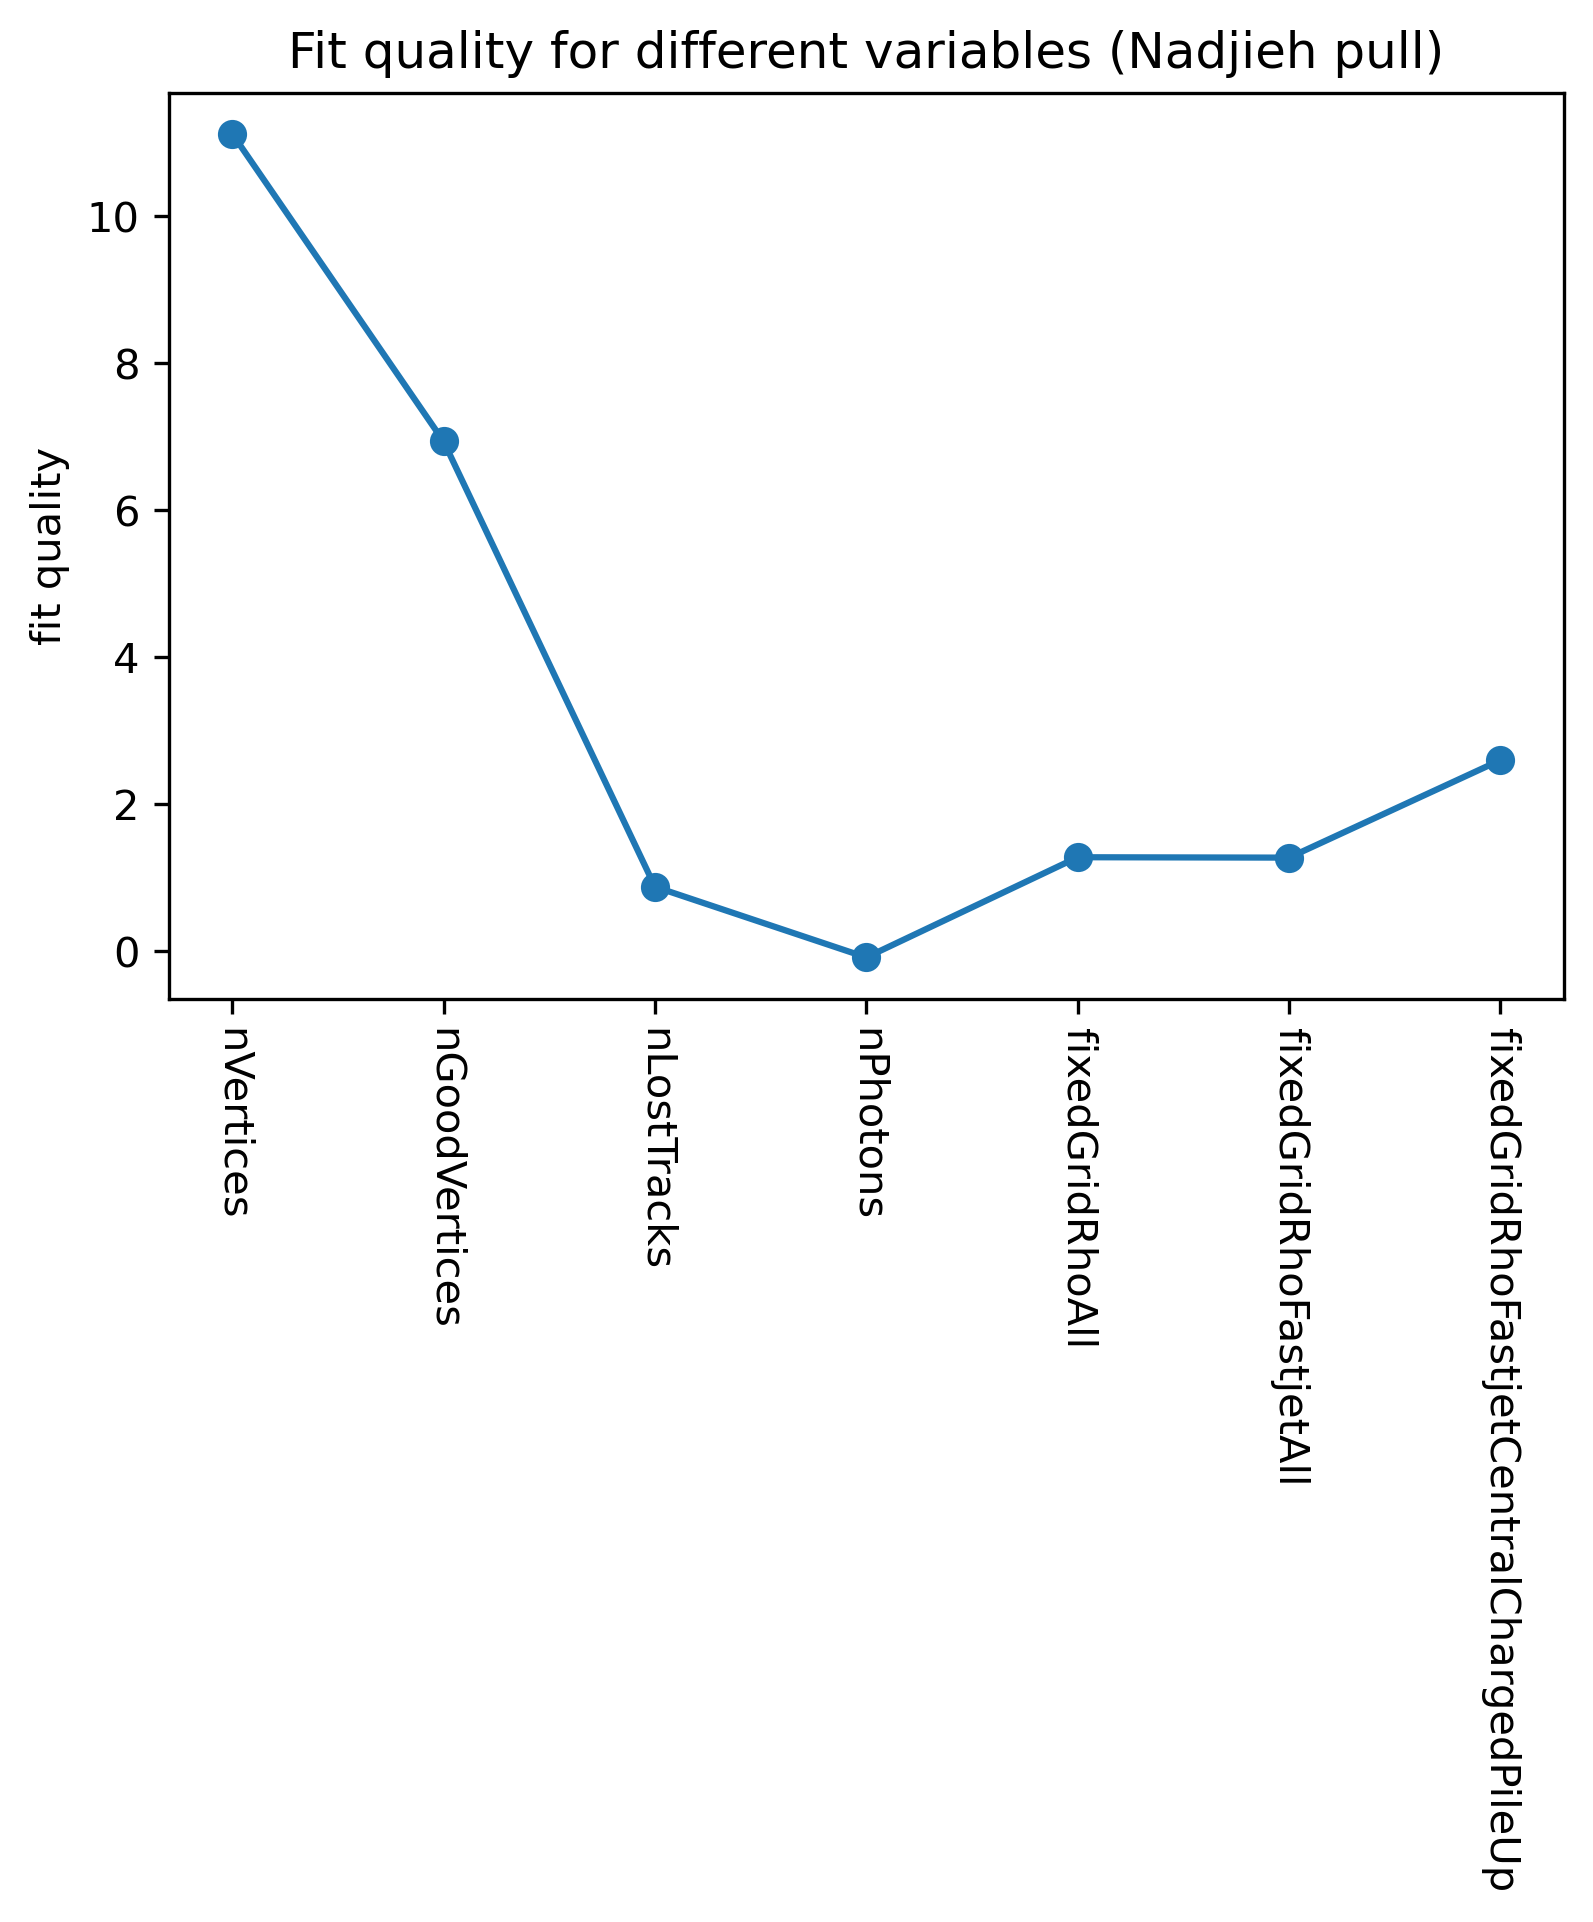 Fit quality for different variables (Nadjieh pull)
fit quality
10
8
6
4
2
0
nVertices
nGoodVertices
nLostTracks
nPhotons
fixedGridRhoAll
fixedGridRhoFastjetAll
fixedGridRhoFastjetCentralChargedPileUp